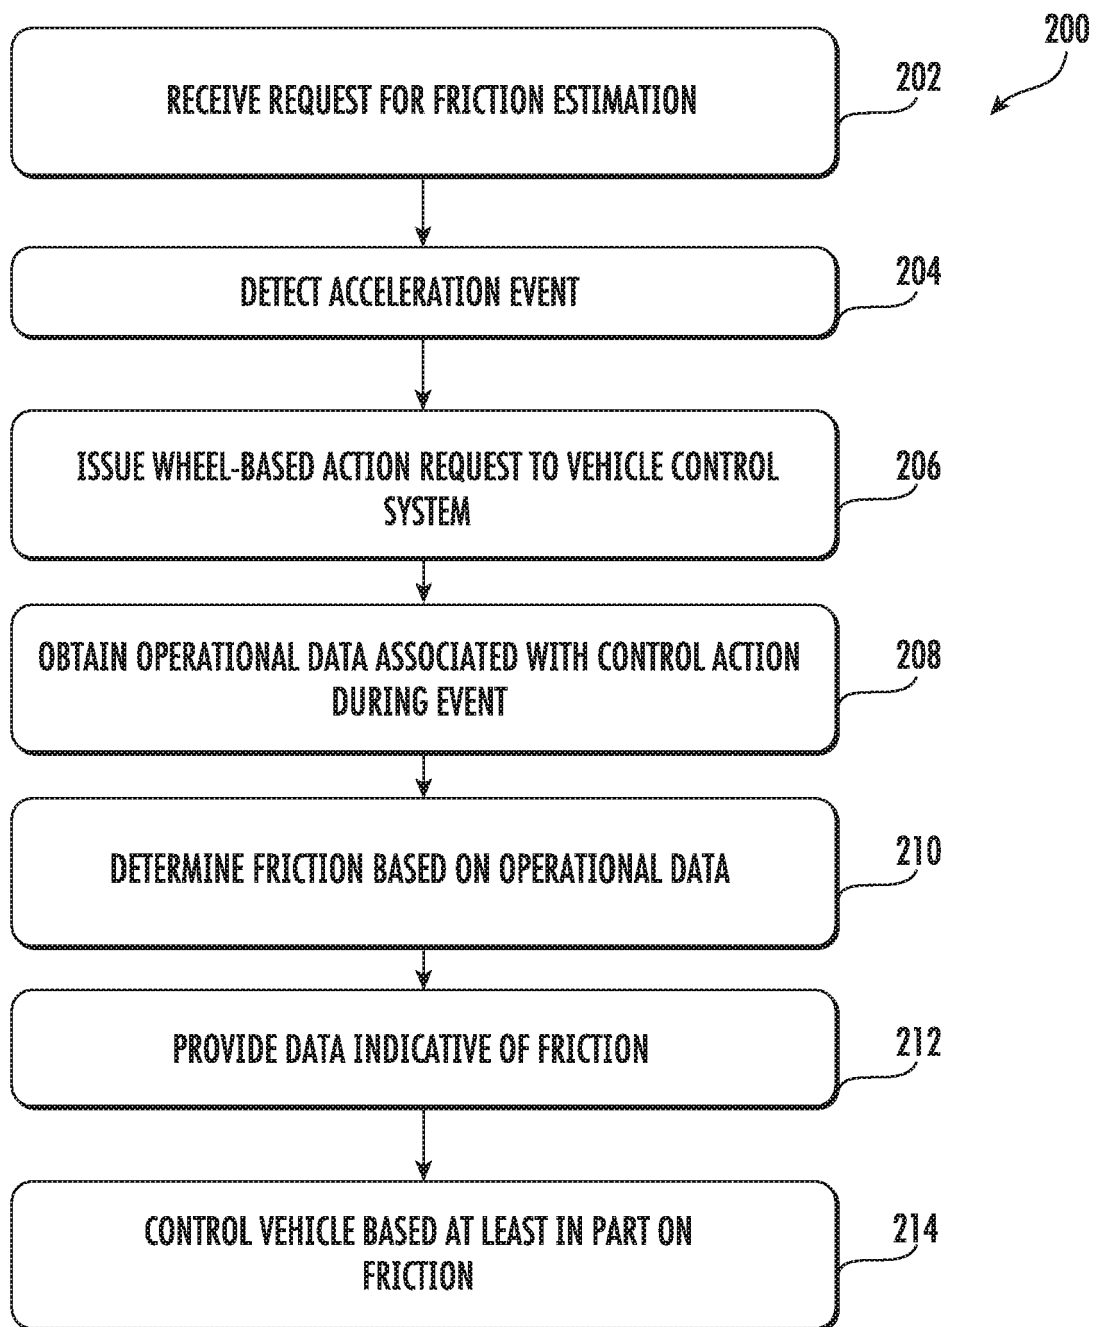 200
RECEIVE REQUEST FOR FRICTION ESTIMATION
202
DETECT ACCELERATION EVENT
204
ISSUE WHEEL-BASED ACTION REQUEST TO VEHICLE CONTROL
SYSTEM
206
OBTAIN OPERATIONAL DATA ASSOCIATED WITH CONTROL ACTION
DURING EVENT
208
DETERMINE FRICTION BASED ON OPERATIONAL DATA
210
PROVIDE DATA INDICATIVE OF FRICTION
212
CONTROL VEHICLE BASED AT LEAST IN PART ON
FRICTION
214